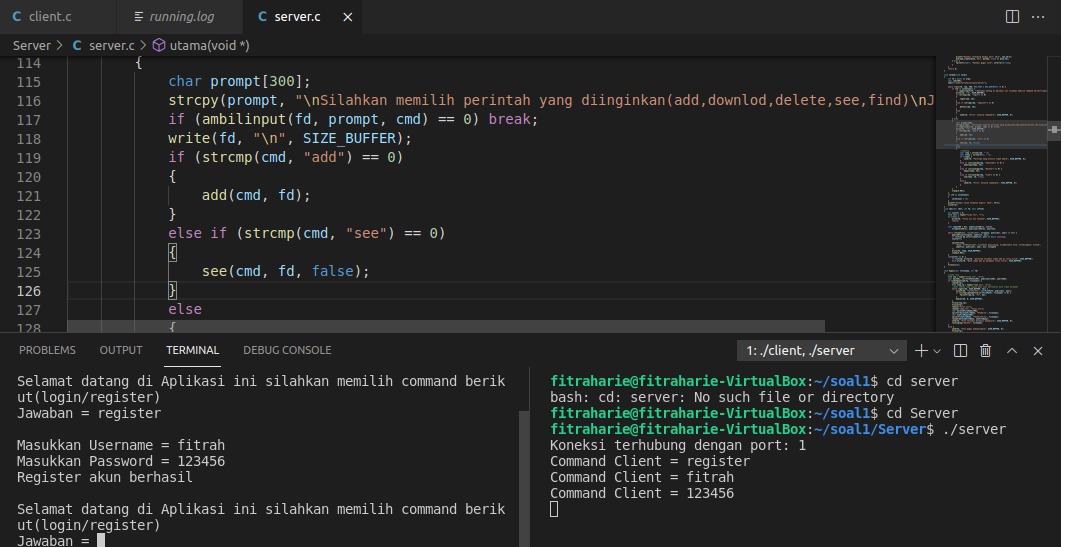 client.c running.log server.c
Server > server.c > utama(void *)
114 {
115 char prompt[300];
116 strcpy(prompt, "\nSilahkan memilih perintah yang diinginkan(add,downlod,delete,see,find)\nJ
117 if (ambilinput(fd, prompt, cmd) == 0) break;
118 write(fd, "\n", SIZE_BUFFER);
119 if (strcmp(cmd, "add") == 0)
120 {
121 add(cmd, fd);
122 }
123 else if (strcmp(cmd, "see") == 0)
124 {
125 see(cmd, fd, false);
126 }
127 else
128 {
PROBLEMS OUTPUT TERMINAL DEBUG CONSOLE 1: ./client, ./server
Selamat datang di Aplikasi ini silahkan memilih command berik
ut(login/register)
Jawaban = register
Masukkan Username = fitrah
Masukkan Password = 123456
Register akun berhasil
Selamat datang di Aplikasi ini silahkan memilih command berik
ut(login/register)
Jawaban =
fitraharie@fitraharie-VirtualBox:~/soal1$ cd server
bash: cd: server: No such file or directory
fitraharie@fitraharie-VirtualBox:~/soal1$ cd Server
fitraharie@fitraharie-VirtualBox:~/soal1/Server$ ./server
Koneksi terhubung dengan port: 1
Command Client = register
Command Client = fitrah
Command Client = 123456